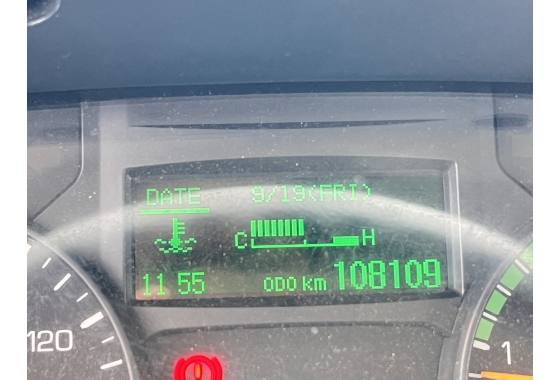 DATE 9/19(FRI)
C H
11 55 ODO km 108109
120
1